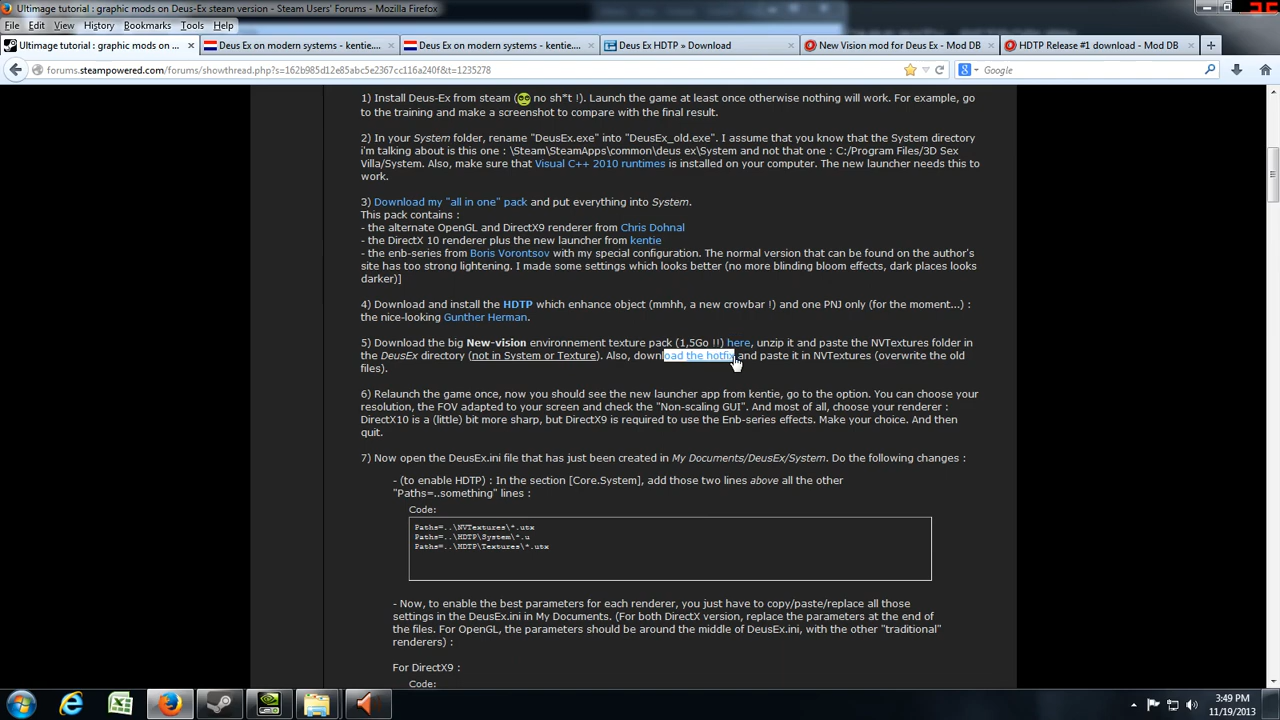 Ultimage tutorial : graphic mods on Deus-Ex steam version - Steam Users' Forums - Mozilla Firefox
File Edit View History Bookmarks Tools Help
Ultimage tutorial : graphic mods on ... × Deus Ex on modern systems - kentie.... × Deus Ex on modern systems - kentie.... × Deus Ex HDTP » Download × New Vision mod for Deus Ex - Mod DB × HDTP Release #1 download - Mod DB × +
forums.steampowered.com/forums/showthread.php?s=162b985d12e85abc5e2367cc116a240f&t=1235278 Google
1) Install Deus-Ex from steam ( no sh*t !). Launch the game at least once otherwise nothing will work. For example, go
to the training and make a screenshot to compare with the final result.
2) In your System folder, rename "DeusEx.exe" into "DeusEx_old.exe". I assume that you know that the System directory
i'm talking about is this one : \Steam\SteamApps\common\deus ex\System and not that one : C:/Program Files/3D Sex
Villa/System. Also, make sure that Visual C++ 2010 runtimes is installed on your computer. The new launcher needs this to
work.
3) Download my "all in one" pack and put everything into System.
This pack contains :
- the alternate OpenGL and DirectX9 renderer from Chris Dohnal
- the DirectX 10 renderer plus the new launcher from kentie
- the enb-series from Boris Vorontsov with my special configuration. The normal version that can be found on the author's
site has too strong lightening. I made some settings which looks better (no more blinding bloom effects, dark places looks
darker)]
4) Download and install the HDTP which enhance object (mmhh, a new crowbar !) and one PNJ only (for the moment...) :
the nice-looking Gunther Herman.
5) Download the big New-vision environnement texture pack (1,5Go !!) here, unzip it and paste the NVTextures folder in
the DeusEx directory (not in System or Texture). Also, download the hotfix and paste it in NVTextures (overwrite the old
files).
6) Relaunch the game once, now you should see the new launcher app from kentie, go to the option. You can choose your
resolution, the FOV adapted to your screen and check the "Non-scaling GUI". And most of all, choose your renderer :
DirectX10 is a (little) bit more sharp, but DirectX9 is required to use the Enb-series effects. Make your choice. And then
quit.
7) Now open the DeusEx.ini file that has just been created in My Documents/DeusEx/System. Do the following changes :
- (to enable HDTP) : In the section [Core.System], add those two lines above all the other
"Paths=..something" lines :
Code:
Paths=..\NVTextures\*.utx
Paths=..\HDTP\System\*.u
Paths=..\HDTP\Textures\*.utx
- Now, to enable the best parameters for each renderer, you just have to copy/paste/replace all those
settings in the DeusEx.ini in My Documents. (For both DirectX version, replace the parameters at the end of
the files. For OpenGL, the parameters should be around the middle of DeusEx.ini, with the other "traditional"
renderers) :
For DirectX9 :
Code:
3:49 PM
11/19/2013